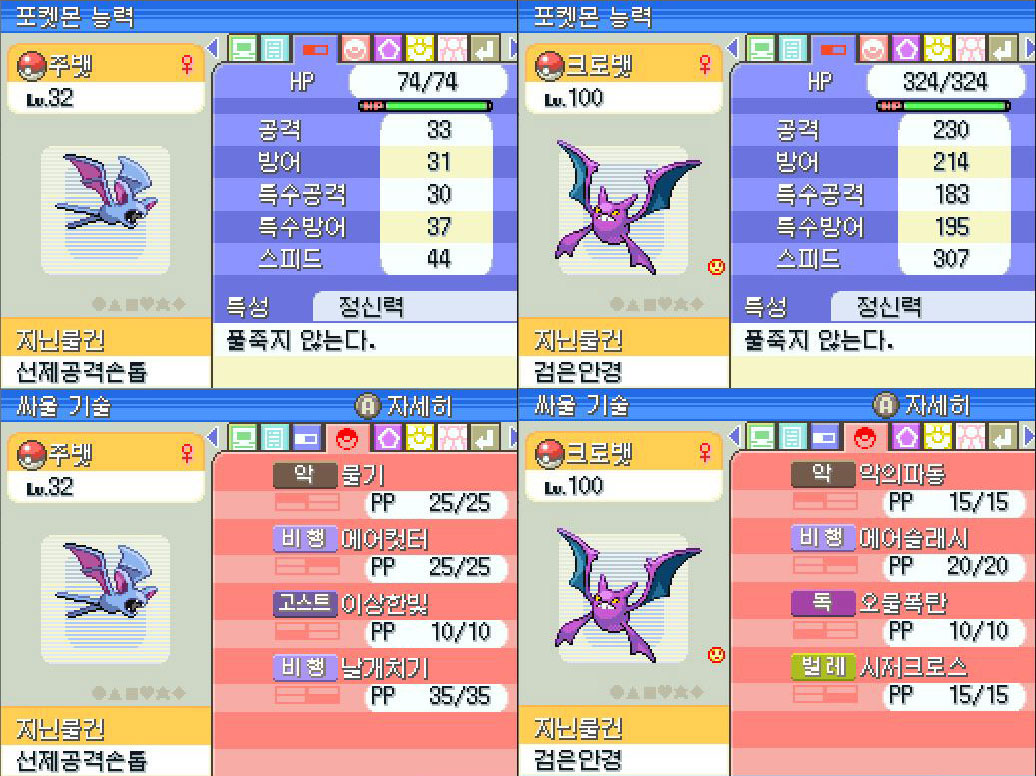 포켓몬 능력
주뱃 ♀
Lv.32
HP 74/74
HP
공격 33
방어 31
특수공격 30
특수방어 37
스피드 44
특성 정신력
풀죽지 않는다.
지닌물건
선제공격손톱
포켓몬 능력
크로뱃 ♀
Lv.100
HP 324/324
HP
공격 230
방어 214
특수공격 183
특수방어 195
스피드 307
특성 정신력
풀죽지 않는다.
지닌물건
검은안경
싸울 기술
A 자세히
주뱃 ♀
Lv.32
악 물기
PP 25/25
비행 에어컷터
PP 25/25
고스트 이상한빛
PP 10/10
비행 날개치기
PP 35/35
지닌물건
선제공격손톱
싸울 기술
A 자세히
크로뱃 ♀
Lv.100
악 악의파동
PP 15/15
비행 에어슬래시
PP 20/20
독 오물폭탄
PP 10/10
벌레 시저크로스
PP 15/15
지닌물건
검은안경